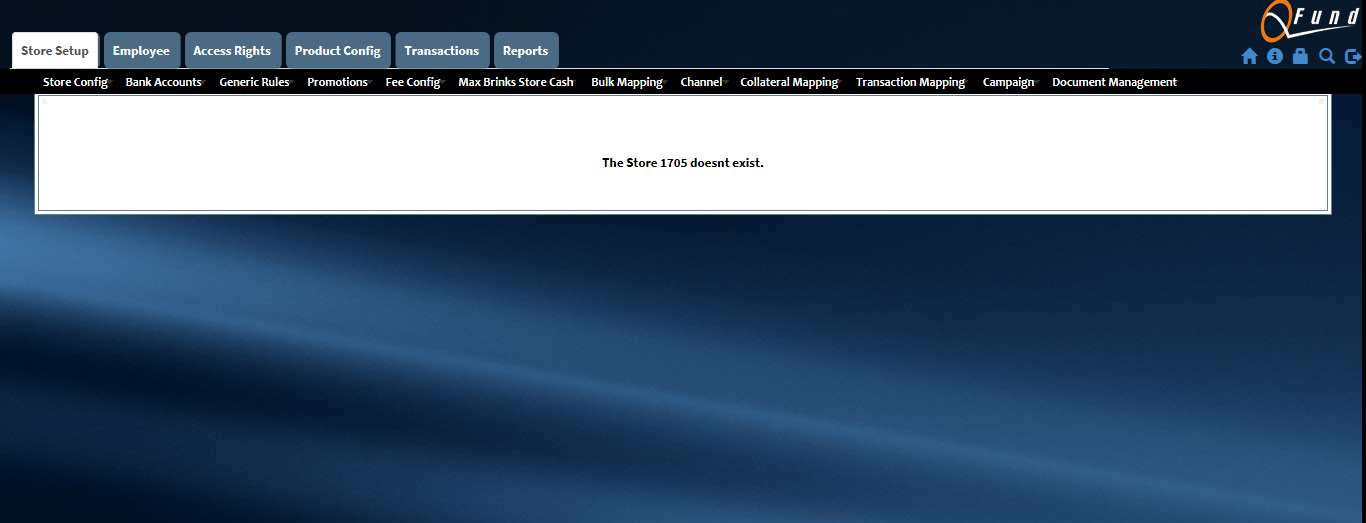 QFund
Store Setup Employee Access Rights Product Config Transactions Reports
Store Config Bank Accounts Generic Rules Promotions Fee Config Max Brinks Store Cash Bulk Mapping Channel Collateral Mapping Transaction Mapping Campaign Document Management
The Store 1705 doesnt exist.